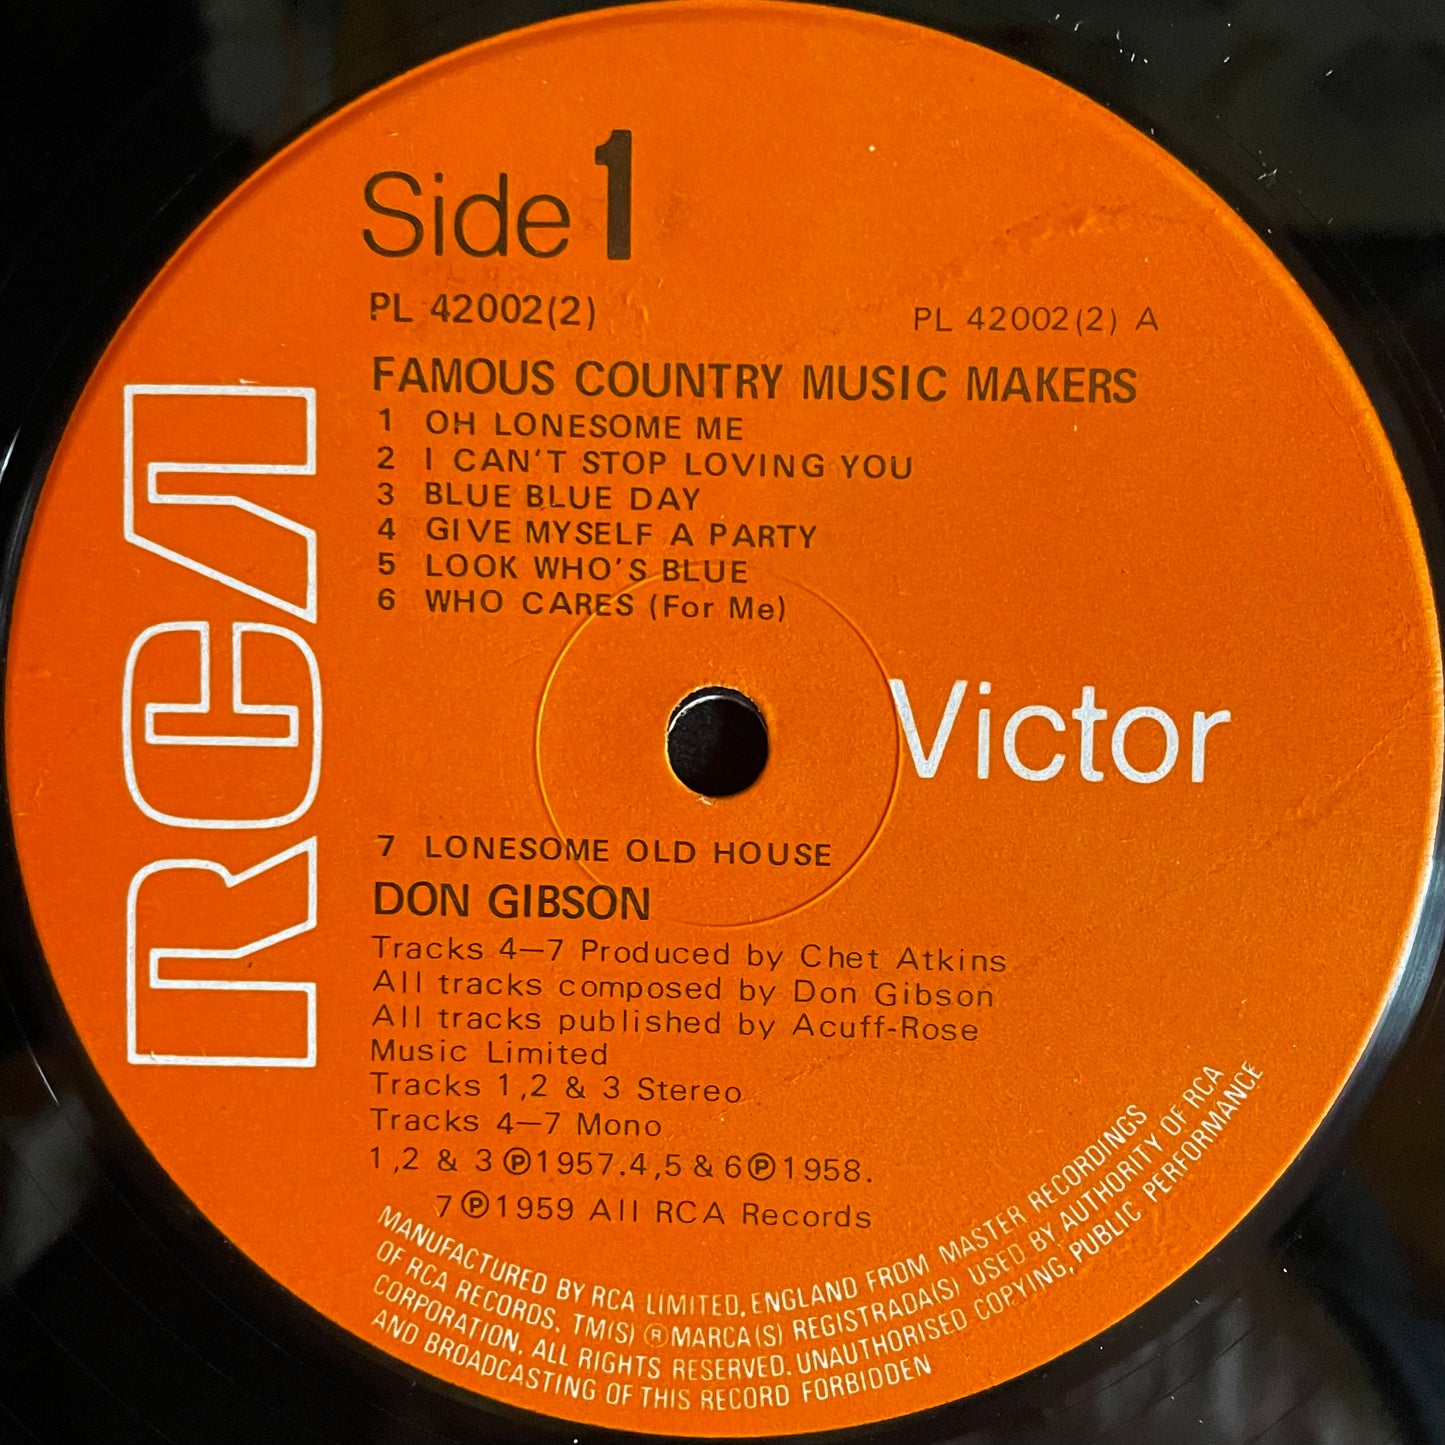 Side 1
PL 42002(2)
PL 42002(2) A
FAMOUS COUNTRY MUSIC MAKERS
1 OH LONESOME ME
2 I CAN'T STOP LOVING YOU
3 BLUE BLUE DAY
4 GIVE MYSELF A PARTY
5 LOOK WHO'S BLUE
6 WHO CARES (For Me)
RCA
Victor
7 LONESOME OLD HOUSE
DON GIBSON
Tracks 4—7 Produced by Chet Atkins
All tracks composed by Don Gibson
All tracks published by Acuff-Rose
Music Limited
Tracks 1,2 & 3 Stereo
Tracks 4—7 Mono
1,2 & 3 ℗1957.4,5 & 6℗1958.
7℗1959 All RCA Records
MANUFACTURED BY RCA LIMITED, ENGLAND FROM MASTER RECORDINGS
OF RCA RECORDS. TM(S) ® MARCA(S) REGISTRADA(S) USED BY AUTHORITY OF RCA
CORPORATION. ALL RIGHTS RESERVED. UNAUTHORISED COPYING, PUBLIC PERFORMANCE
AND BROADCASTING OF THIS RECORD FORBIDDEN